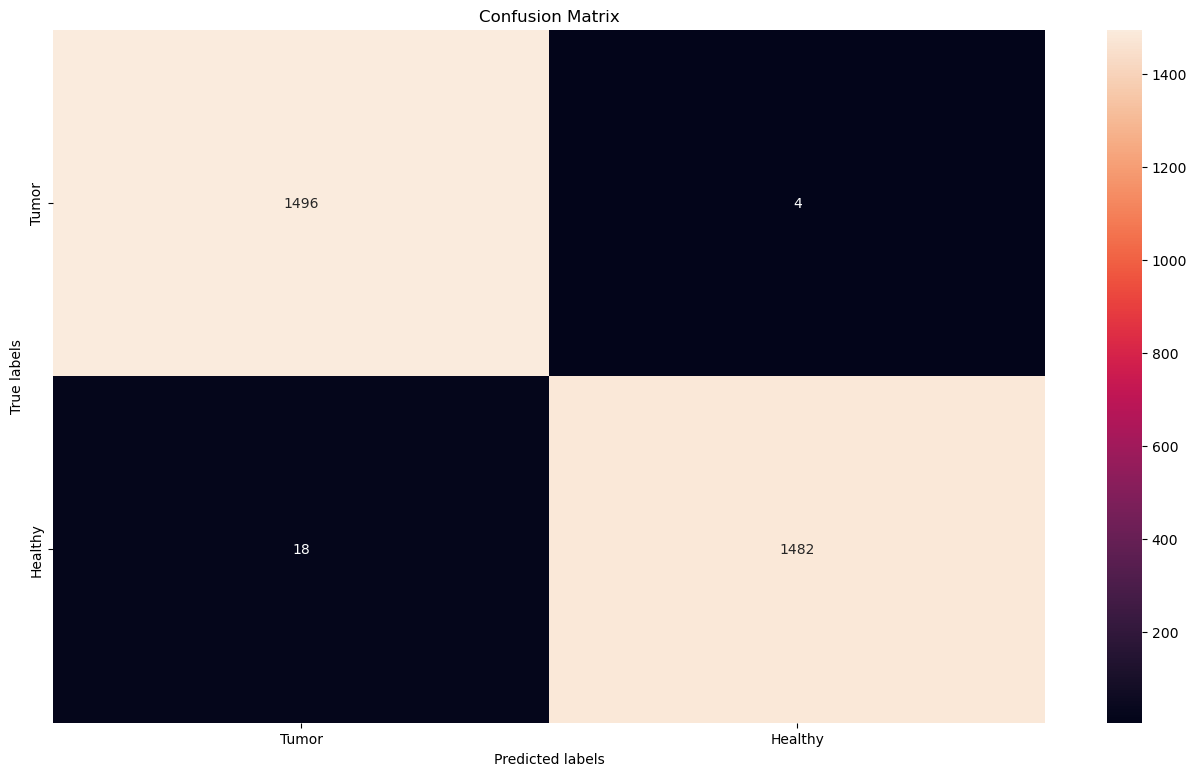 Confusion Matrix
True labels
Tumor
Healthy
1496
4
18
1482
Tumor
Healthy
Predicted labels
1400
1200
1000
800
600
400
200